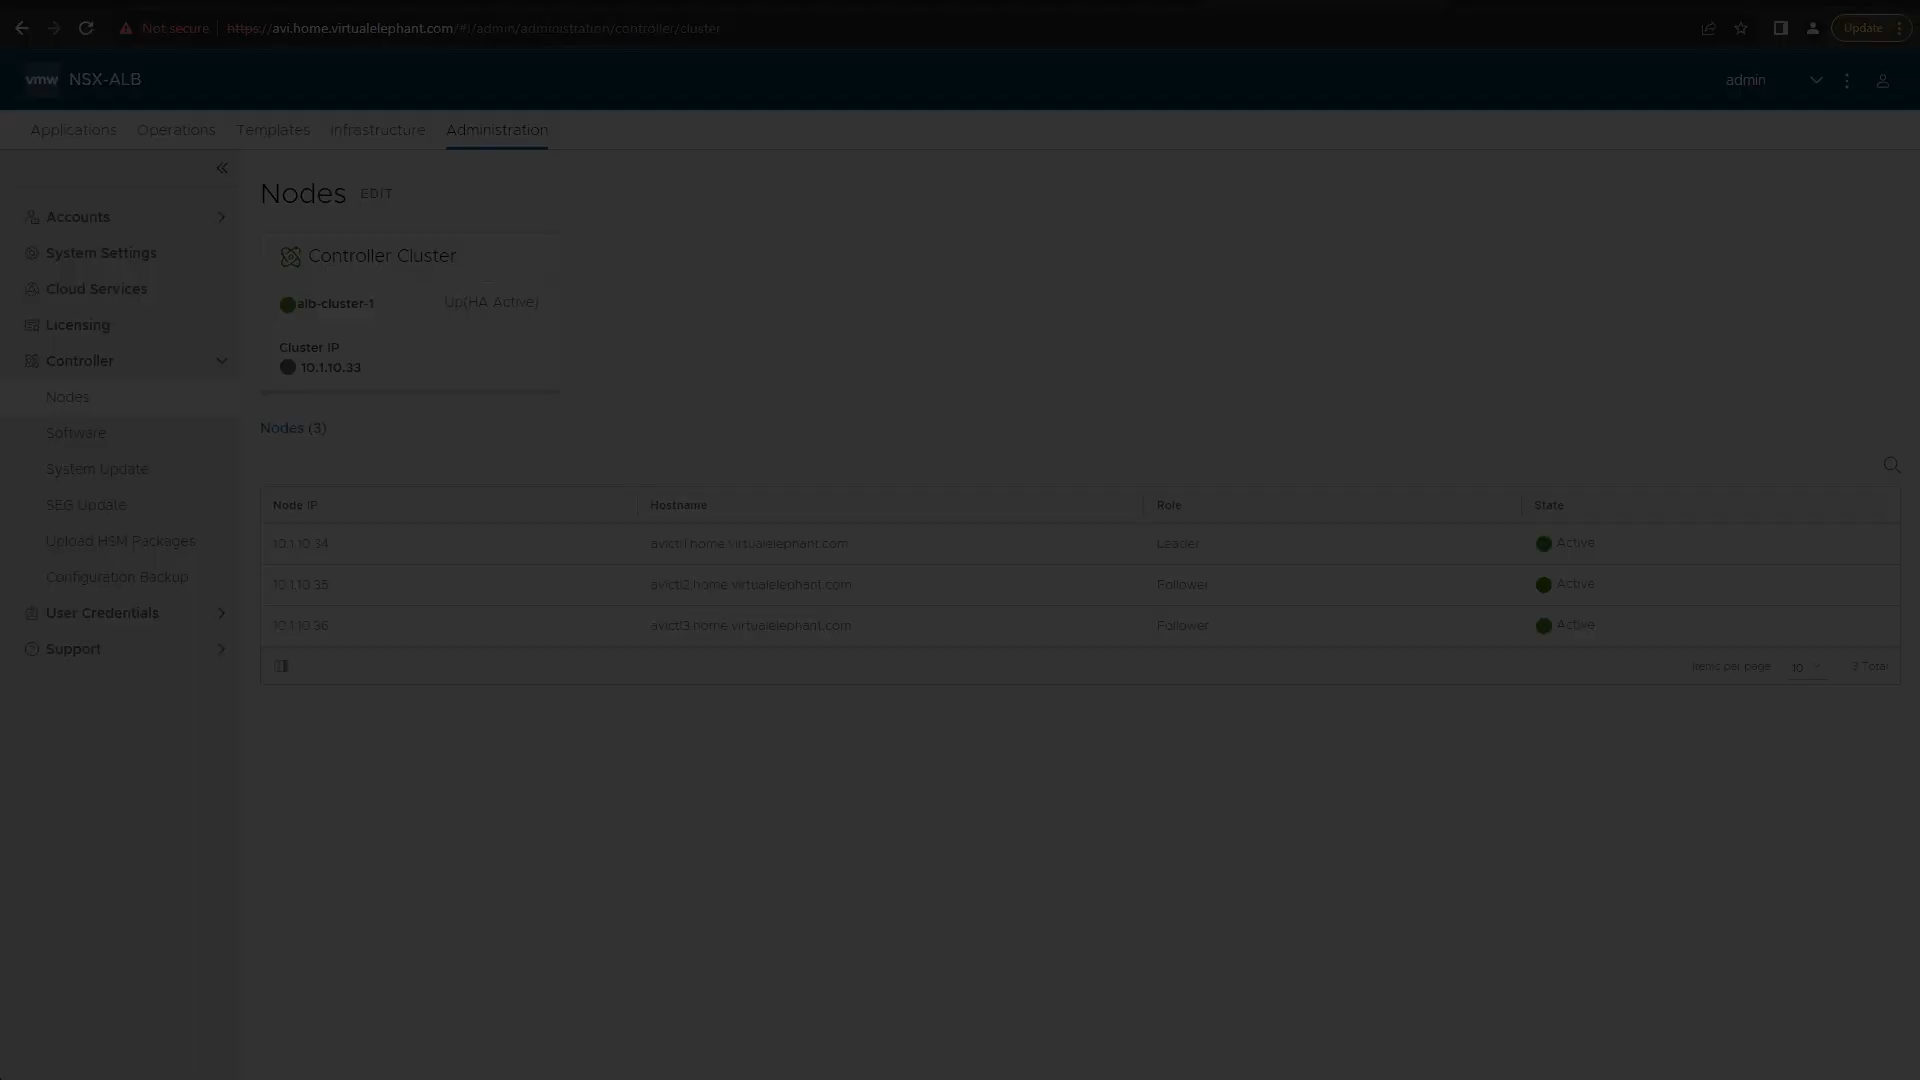 Not secure https://avi.home.virtualelephant.com/#!/admin/administration/controller/cluster Update
vmw NSX-ALB admin
Applications Operations Templates Infrastructure Administration
Nodes EDIT
Accounts
System Settings
Cloud Services
Licensing
Controller
Nodes
Software
System Update
SEG Update
Upload HSM Packages
Configuration Backup
User Credentials
Support
Controller Cluster
alb-cluster-1 Up(HA Active)
Cluster IP
10.1.10.33
Nodes (3)
Node IP Hostname Role State
10.1.10.34 avictl1.home.virtualelephant.com Leader Active
10.1.10.35 avictl2.home.virtualelephant.com Follower Active
10.1.10.36 avictl3.home.virtualelephant.com Follower Active
Items per page 10 3 Total